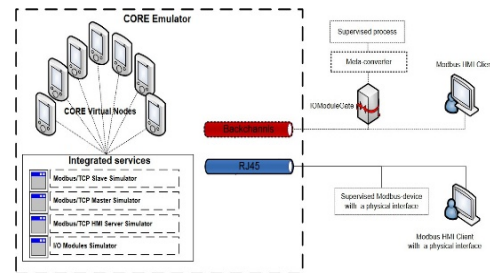 CORE Emulator
Supervised process
Meta-converter
Modbus HMI Client
IOModuleGate
CORE Virtual Nodes
Backchannels
Integrated services
RJ45
Modbus/TCP Slave Simulator
Modbus/TCP Master Simulator
Modbus/TCP HMI Server Simulator
I/O Modules Simulator
Supervised Modbus-device
with a physical interface
Modbus HMI Client
with a physical interface